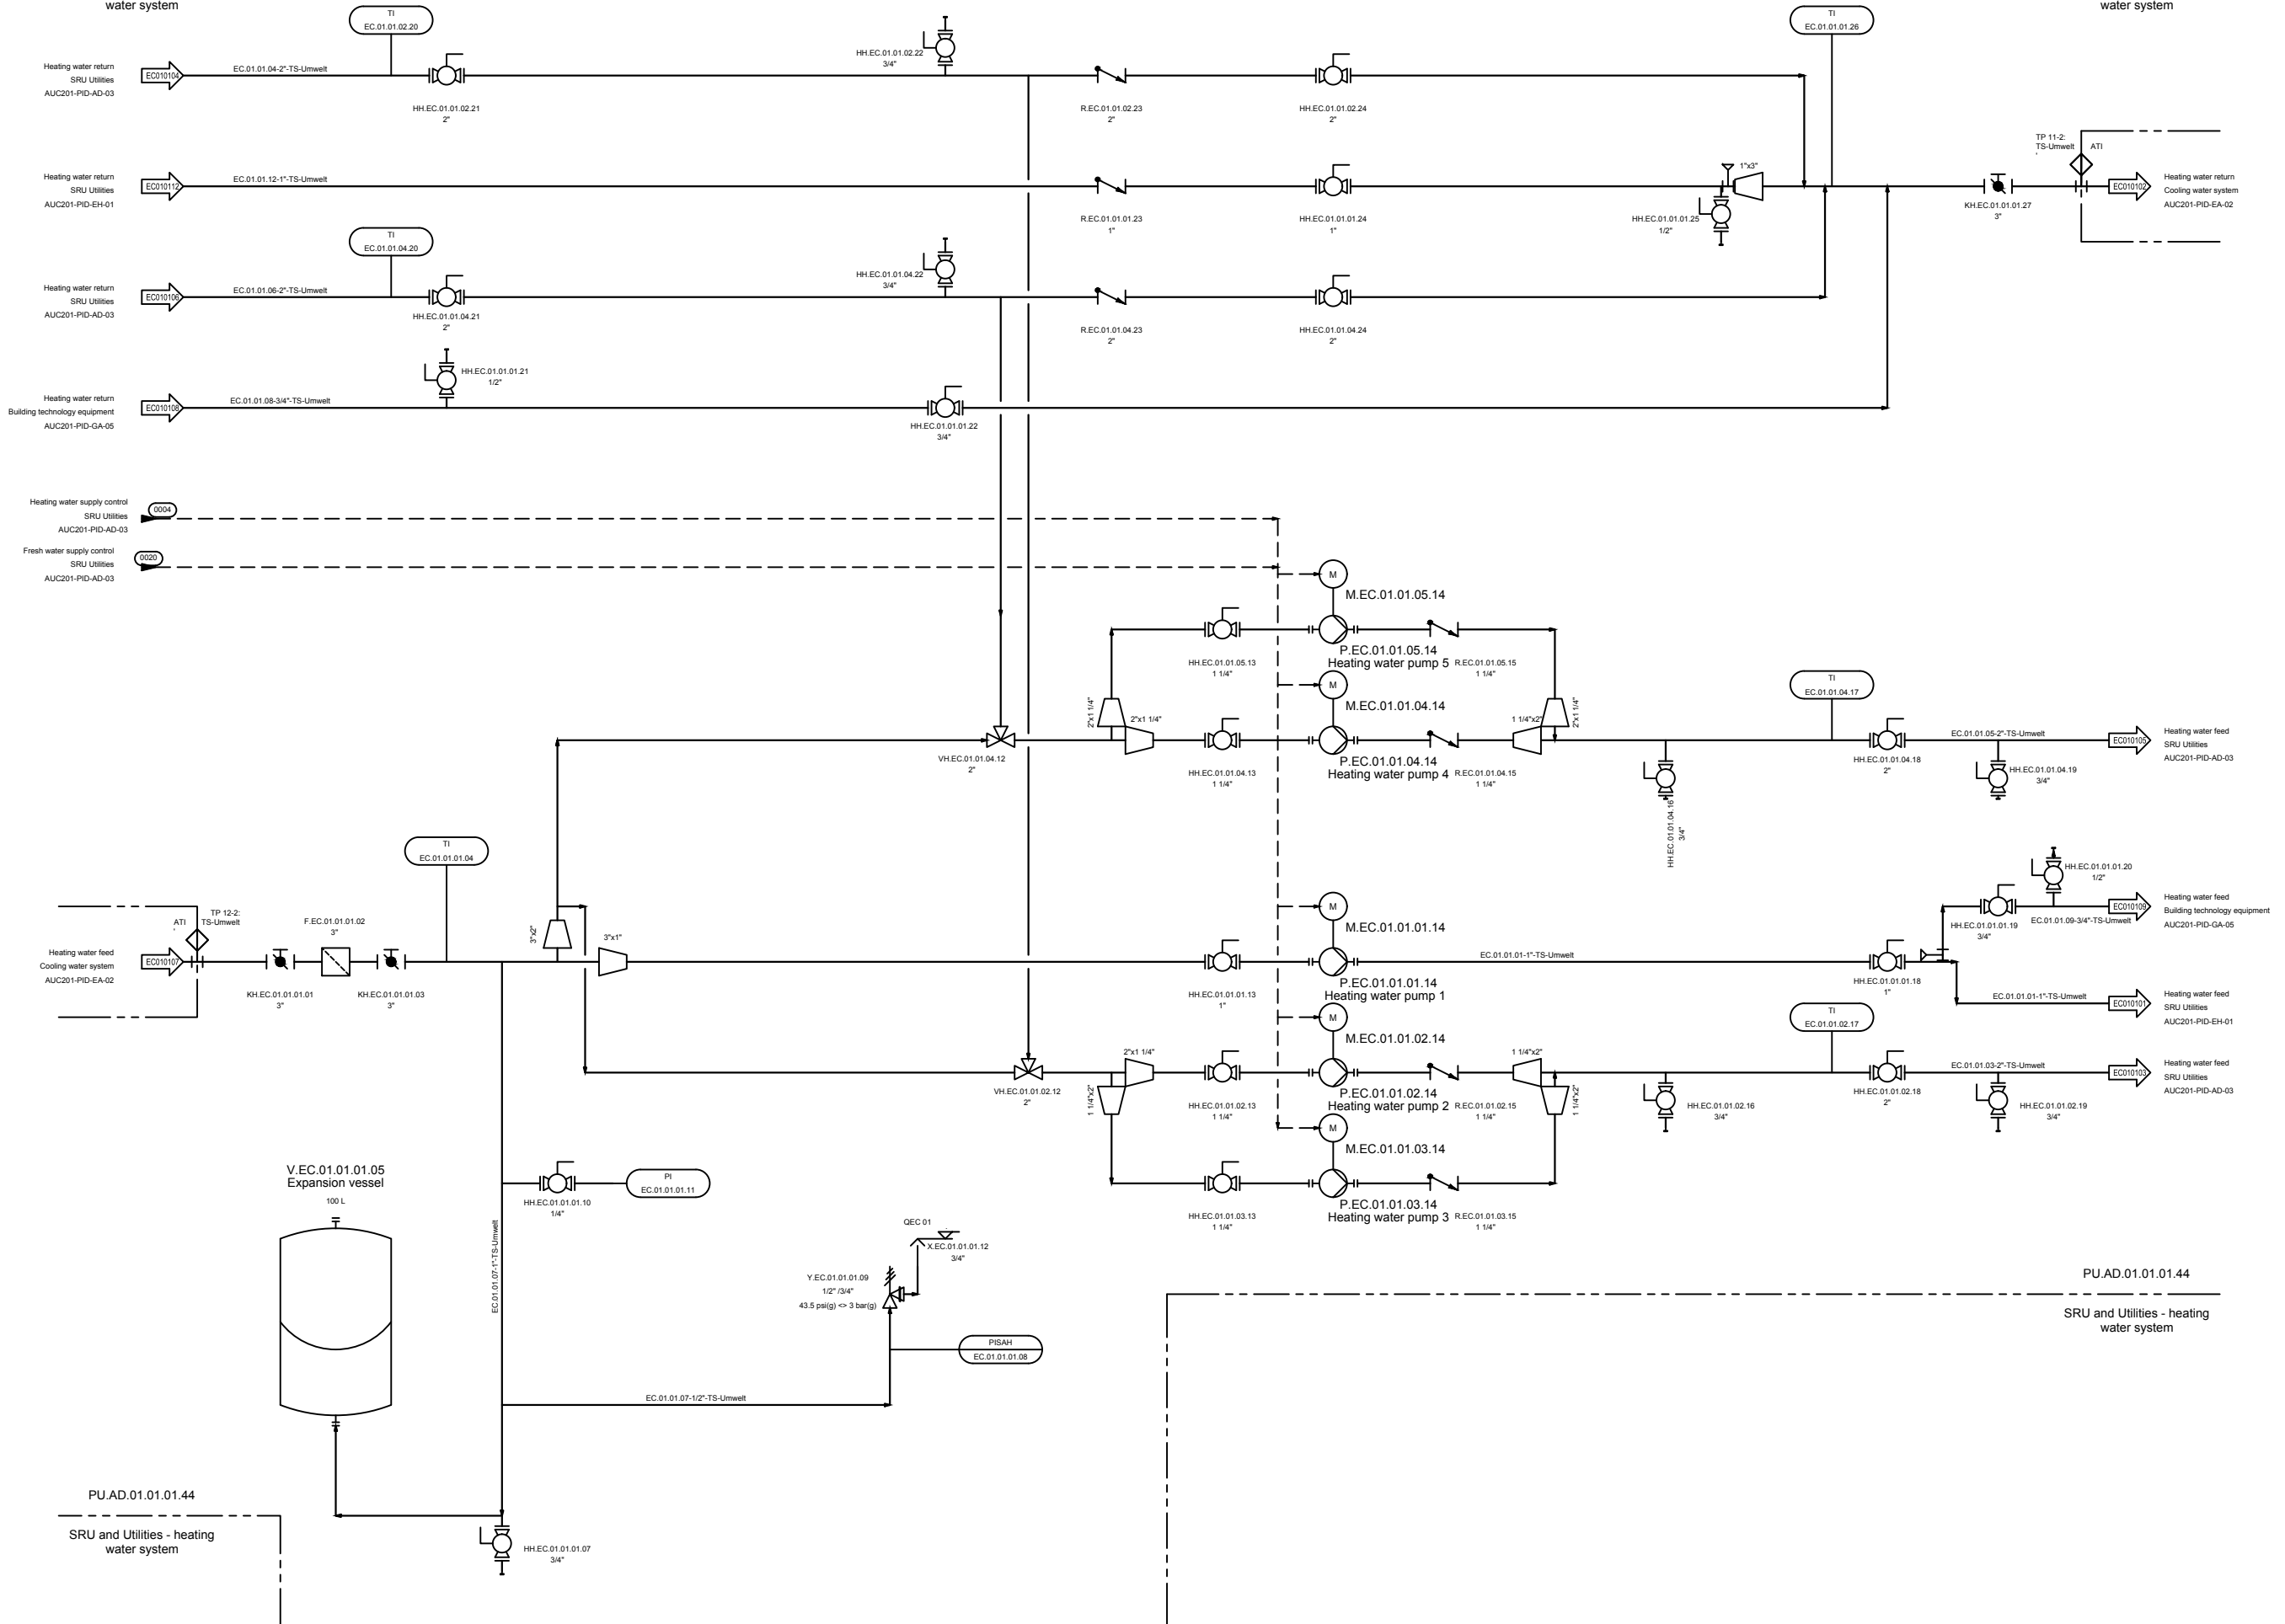 water system
water system
TI
EC.01.01.02.20
TI
EC.01.01.01.26
HH.EC.01.01.02.22
3/4"
Heating water return
SRU Utilities
AUC201-PID-AD-03
EC010104
EC.01.01.04-2"-TS-Umwelt
HH.EC.01.01.02.21
2"
R.EC.01.01.02.23
2"
HH.EC.01.01.02.24
2"
TP 11-2:
TS-Umwelt
ATI
1"x3"
Heating water return
SRU Utilities
AUC201-PID-EH-01
EC010112
EC.01.01.12-1"-TS-Umwelt
R.EC.01.01.01.23
1"
HH.EC.01.01.01.24
1"
HH.EC.01.01.01.25
1/2"
KH.EC.01.01.01.27
3"
EC010102
Heating water return
Cooling water system
AUC201-PID-EA-02
TI
EC.01.01.04.20
HH.EC.01.01.04.22
3/4"
Heating water return
SRU Utilities
AUC201-PID-AD-03
EC010106
EC.01.01.06-2"-TS-Umwelt
HH.EC.01.01.04.21
2"
R.EC.01.01.04.23
2"
HH.EC.01.01.04.24
2"
HH.EC.01.01.01.21
1/2"
Heating water return
Building technology equipment
AUC201-PID-GA-05
EC010108
EC.01.01.08-3/4"-TS-Umwelt
HH.EC.01.01.01.22
3/4"
Heating water supply control
SRU Utilities
AUC201-PID-AD-03
0004
Fresh water supply control
SRU Utilities
AUC201-PID-AD-03
0020
M
M.EC.01.01.05.14
HH.EC.01.01.05.13
1 1/4"
P.EC.01.01.05.14
Heating water pump 5
R.EC.01.01.05.15
1 1/4"
M
M.EC.01.01.04.14
2"x1 1/4"
2"x1 1/4"
1 1/4"x2"
2"x1 1/4"
TI
EC.01.01.04.17
VH.EC.01.01.04.12
2"
HH.EC.01.01.04.13
1 1/4"
P.EC.01.01.04.14
Heating water pump 4
R.EC.01.01.04.15
1 1/4"
HH.EC.01.01.04.16
3/4"
HH.EC.01.01.04.18
2"
EC.01.01.05-2"-TS-Umwelt
HH.EC.01.01.04.19
3/4"
EC010105
Heating water feed
SRU Utilities
AUC201-PID-AD-03
TI
EC.01.01.01.04
ATI
TP 12-2:
TS-Umwelt
F.EC.01.01.01.02
3"
3"x2"
3"x1"
Heating water feed
Cooling water system
AUC201-PID-EA-02
EC010107
KH.EC.01.01.01.01
3"
KH.EC.01.01.01.03
3"
M
M.EC.01.01.01.14
HH.EC.01.01.01.13
1"
P.EC.01.01.01.14
Heating water pump 1
EC.01.01.01-1"-TS-Umwelt
HH.EC.01.01.01.18
1"
HH.EC.01.01.01.20
1/2"
HH.EC.01.01.01.19
3/4"
EC.01.01.09-3/4"-TS-Umwelt
EC010109
Heating water feed
Building technology equipment
AUC201-PID-GA-05
EC.01.01.01-1"-TS-Umwelt
EC010101
Heating water feed
SRU Utilities
AUC201-PID-EH-01
M
M.EC.01.01.02.14
2"x1 1/4"
1 1/4"x2"
1 1/4"x2"
1 1/4"x2"
TI
EC.01.01.02.17
VH.EC.01.01.02.12
2"
HH.EC.01.01.02.13
1 1/4"
P.EC.01.01.02.14
Heating water pump 2
R.EC.01.01.02.15
1 1/4"
HH.EC.01.01.02.16
3/4"
HH.EC.01.01.02.18
2"
EC.01.01.03-2"-TS-Umwelt
HH.EC.01.01.02.19
3/4"
EC010103
Heating water feed
SRU Utilities
AUC201-PID-AD-03
M
M.EC.01.01.03.14
HH.EC.01.01.03.13
1 1/4"
P.EC.01.01.03.14
Heating water pump 3
R.EC.01.01.03.15
1 1/4"
V.EC.01.01.01.05
Expansion vessel
100 L
HH.EC.01.01.01.10
1/4"
PI
EC.01.01.01.11
EC.01.01.07-1"-TS-Umwelt
QEC 01
X.EC.01.01.01.12
3/4"
Y.EC.01.01.01.09
1/2" /3/4"
43.5 psi(g) <> 3 bar(g)
PISAH
EC.01.01.01.08
EC.01.01.07-1/2"-TS-Umwelt
PU.AD.01.01.01.44
SRU and Utilities - heating
water system
PU.AD.01.01.01.44
SRU and Utilities - heating
water system
HH.EC.01.01.01.07
3/4"